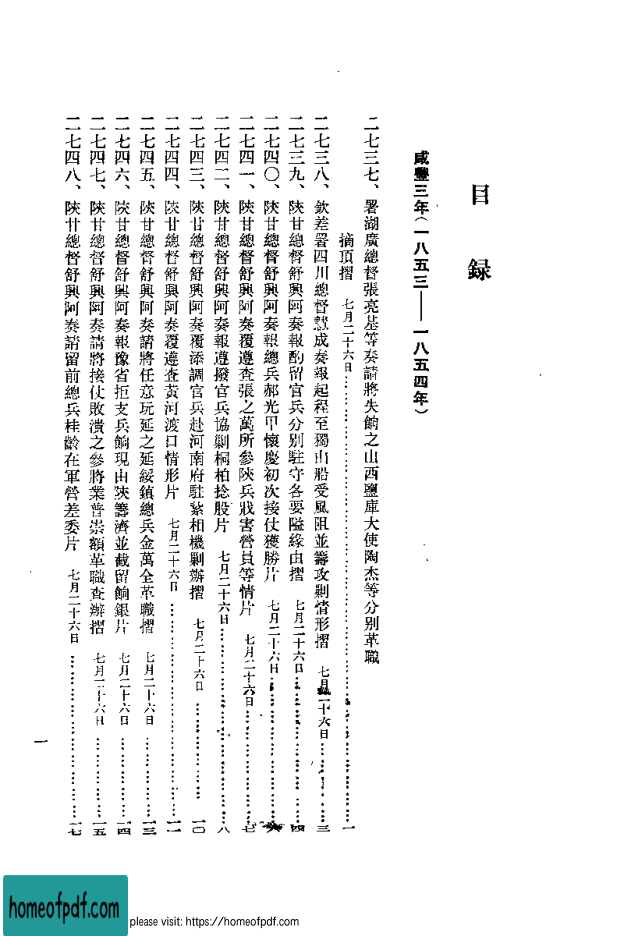 目錄
咸豐三年(一八五三——一八五四年)
二七三七、署湖廣總督張亮基等奏請將失餉之山西鹽庫大使陶杰等分別革職
摘頂摺 七月二十六日……一
二七三八、欽差署四川總督慧成奏報起程至獨山船受風阻並籌攻剿情形摺 七月二十六日……三
二七三九、陝甘總督舒興阿奏報酌留官兵分別駐守各要隘緣由摺 七月二十六日……四
二七四〇、陝甘總督舒興阿奏報總兵郝光甲懷慶初次接仗獲勝片 七月二十六日……六
二七四一、陝甘總督舒興阿奏覆遵查張之萬所參陝兵戕害營員等情片 七月二十六日……七
二七四二、陝甘總督舒興阿奏報遵撥官兵協剿桐柏捻股片 七月二十六日……八
二七四三、陝甘總督舒興阿奏覆添調官兵赴河南府駐紮相機剿辦摺 七月二十六日……一〇
二七四四、陝甘總督舒興阿奏覆遵查黃河渡口情形片 七月二十六日……一一
二七四五、陝甘總督舒興阿奏請將任意玩延之延綏鎮總兵金萬全革職摺 七月二十六日……一三
二七四六、陝甘總督舒興阿奏報豫省拒支兵餉現由陝籌濟並截留餉銀片 七月二十六日……一四
二七四七、陝甘總督舒興阿奏請將接仗敗潰之參將業普崇額革職查辦摺 七月二十六日……一五
二七四八、陝甘總督舒興阿奏請留前總兵桂齡在軍營差委片 七月二十六日……一七
一
homeofpdf.com
please visit: https://homeofpdf.com